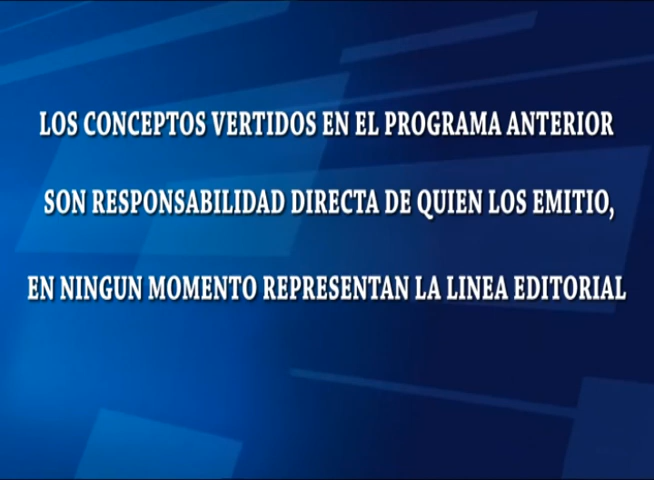 LOS CONCEPTOS VERTIDOS EN EL PROGRAMA ANTERIOR
SON RESPONSABILIDAD DIRECTA DE QUIEN LOS EMITIO,
EN NINGUN MOMENTO REPRESENTAN LA LINEA EDITORIAL